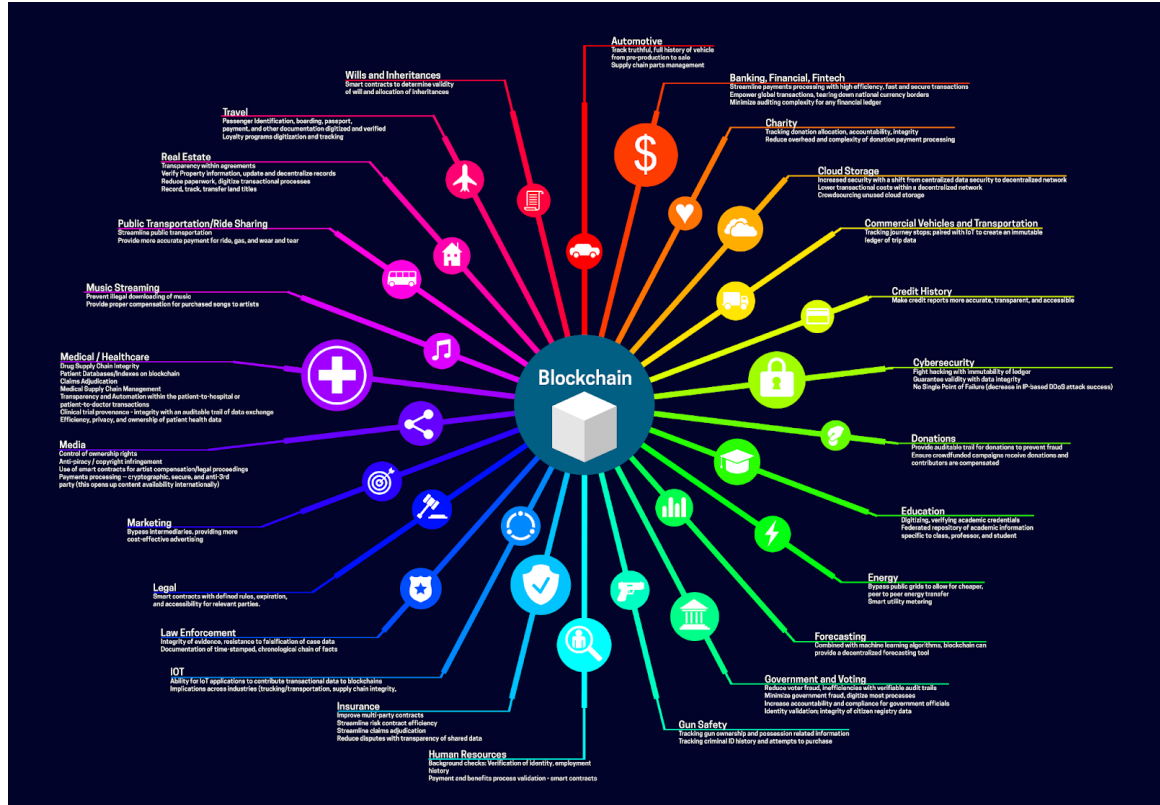 Blockchain
Automotive
Track truthful, full history of vehicle
from pre-production to sale
Supply chain parts management
Banking, Financial, Fintech
Streamline payments processing with high efficiency, fast and secure transactions
Empower global transactions, tearing down national currency borders
Minimize auditing complexity for any financial ledger
Charity
Tracking donation allocation, accountability, integrity
Reduce overhead and complexity of donation payment processing
Cloud Storage
Increased security with a shift from centralized data security to decentralized network
Lower transactional costs within a decentralized network
Crowdsourcing unused cloud storage
Commercial Vehicles and Transportation
Tracking journey stops; paired with IoT to create an immutable
ledger of trip data
Credit History
Make credit reports more accurate, transparent, and accessible
Cybersecurity
Fight hacking with immutability of ledger
Guarantee validity with data integrity
No Single Point of Failure (decrease in IP-based DDoS attack success)
Donations
Provide auditable trail for donations to prevent fraud
Ensure crowdfunded campaigns receive donations and
contributors are compensated
Education
Digitizing, verifying academic credentials
Federated repository of academic information
specific to class, professor, and student
Energy
Bypass public grids to allow for cheaper,
peer to peer energy transfer
Smart utility metering
Forecasting
Combined with machine learning algorithms, blockchain can
provide a decentralized forecasting tool
Government and Voting
Reduce voter fraud, inefficiencies with verifiable audit trails
Minimize government fraud, digitize most processes
Increase accountability and compliance for government officials
Identity validation; integrity of citizen registry data
Gun Safety
Tracking gun ownership and possession related information
Tracking criminal ID history and attempts to purchase
Human Resources
Background checks: Verification of identity, employment
history
Payment and benefits process validation - smart contracts
Insurance
Improve multi-party contracts
Streamline risk contract efficiency
Streamline claims adjudication
Reduce disputes with transparency of shared data
IOT
Ability for IoT applications to contribute transactional data to blockchains
Implications across industries (trucking/transportation, supply chain integrity,
Law Enforcement
Integrity of evidence, resistance to falsification of case data
Documentation of time-stamped, chronological chain of facts
Legal
Smart contracts with defined rules, expiration,
and accessibility for relevant parties.
Marketing
Bypass intermediaries, providing more
cost-effective advertising
Media
Control of ownership rights
Anti-piracy / copyright infringement
Use of smart contracts for artist compensation/legal proceedings
Payments processing -- cryptographic, secure, and anti-3rd
party (this opens up content availability internationally)
Medical / Healthcare
Drug Supply Chain Integrity
Patient Databases/Indexes on blockchain
Claims Adjudication
Medical Supply Chain Management
Transparency and Automation within the patient-to-hospital or
patient-to-doctor transactions
Clinical trial provenance - integrity with an auditable trail of data exchange
Efficiency, privacy, and ownership of patient health data
Music Streaming
Prevent illegal downloading of music
Provide proper compensation for purchased songs to artists
Public Transportation/Ride Sharing
Streamline public transportation
Provide more accurate payment for ride, gas, and wear and tear
Real Estate
Transparency within agreements
Verify Property information, update and decentralize records
Reduce paperwork, digitize transactional processes
Record, track, transfer land titles
Travel
Passenger Identification, boarding, passport,
payment, and other documentation digitized and verified
Loyalty programs digitization and tracking
Wills and Inheritances
Smart contracts to determine validity
of will and allocation of Inheritances
$